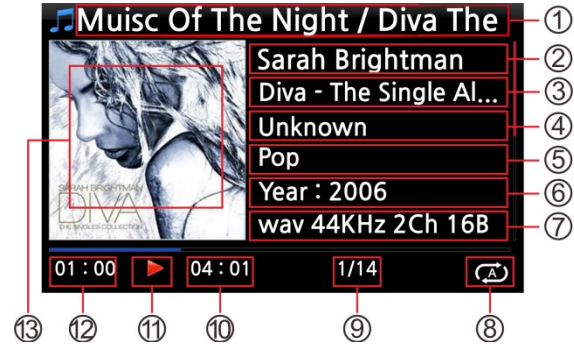 Muisc Of The Night / Diva The
①
Sarah Brightman
②
Diva - The Single Al...
③
Unknown
④
Pop
⑤
Year : 2006
⑥
wav 44KHz 2Ch 16B
⑦
SARAH BRIGHTMAN
DIVA
THE SINGLES COLLECTION
01 : 00
04 : 01
1/14
A
⑬ ⑫ ⑪ ⑩ ⑨ ⑧